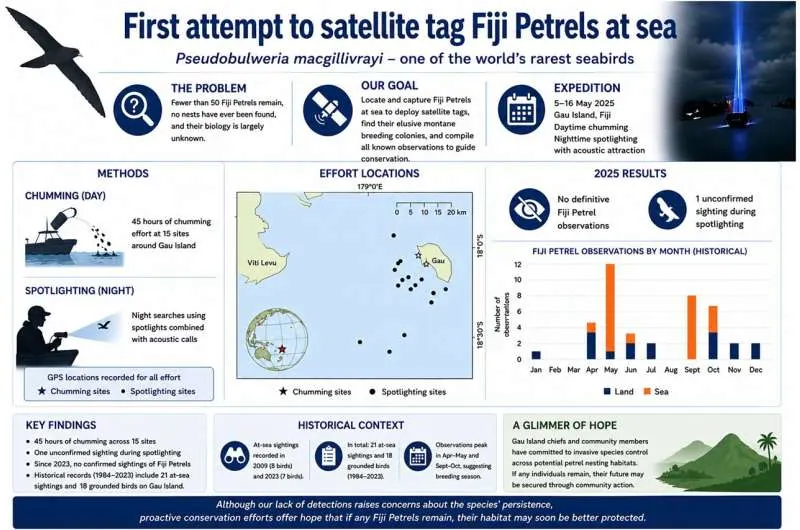 First attempt to satellite tag Fiji Petrels at sea
Pseudobulweria macgillivrayi – one of the world's rarest seabirds
THE PROBLEM
Fewer than 50 Fiji Petrels remain,
no nests have ever been found,
and their biology is largely
unknown.
OUR GOAL
Locate and capture Fiji Petrels
at sea to deploy satellite tags,
find their elusive montane
breeding colonies, and compile
all known observations to guide
conservation.
EXPEDITION
5–16 May 2025
Gau Island, Fiji
Daytime chumming
Nighttime spotlighting
with acoustic attraction
METHODS
CHUMMING (DAY)
45 hours of chumming
effort at 15 sites
around Gau Island
SPOTLIGHTING (NIGHT)
Night searches using
spotlights combined
with acoustic calls
GPS locations recorded for all effort
Chumming sites
Spotlighting sites
EFFORT LOCATIONS
179°0'E
0 5 10 15 20 km
Viti Levu
Gau
18°0'S
18°30'S
Chumming sites
Spotlighting sites
2025 RESULTS
No definitive
Fiji Petrel
observations
1 unconfirmed
sighting during
spotlighting
FIJI PETREL OBSERVATIONS BY MONTH (HISTORICAL)
Number of
observations
12
10
8
6
4
2
0
Jan Feb Mar Apr May Jun Jul Aug Sept Oct Nov Dec
Land Sea
KEY FINDINGS
• 45 hours of chumming across 15 sites
• One unconfirmed sighting during spotlighting
• Since 2023, no confirmed sightings of Fiji Petrels
• Historical records (1984–2023) include 21 at-sea
sightings and 18 grounded birds on Gau Island.
HISTORICAL CONTEXT
At-sea sightings
recorded in
2009 (8 birds)
and 2023 (7 birds).
In total: 21 at-sea
sightings and 18
grounded birds
(1984–2023).
Observations peak
in Apr-May and
Sept-Oct, suggesting
breeding season.
A GLIMMER OF HOPE
Gau Island chiefs and community members
have committed to invasive species control
across potential petrel nesting habitats.
If any individuals remain, their future may
be secured through community action.
Although our lack of detections raises concerns about the species' persistence,
proactive conservation efforts offer hope that if any Fiji Petrels remain, their habitat may soon be better protected.